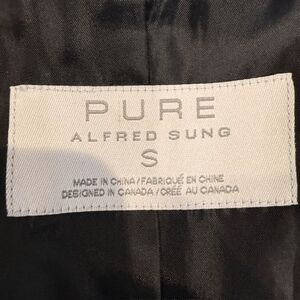 PURE
ALFRED SUNG
S
MADE IN CHINA/FABRIQUÉ EN CHINE
DESIGNED IN CANADA/CRÉÉ AU CANADA